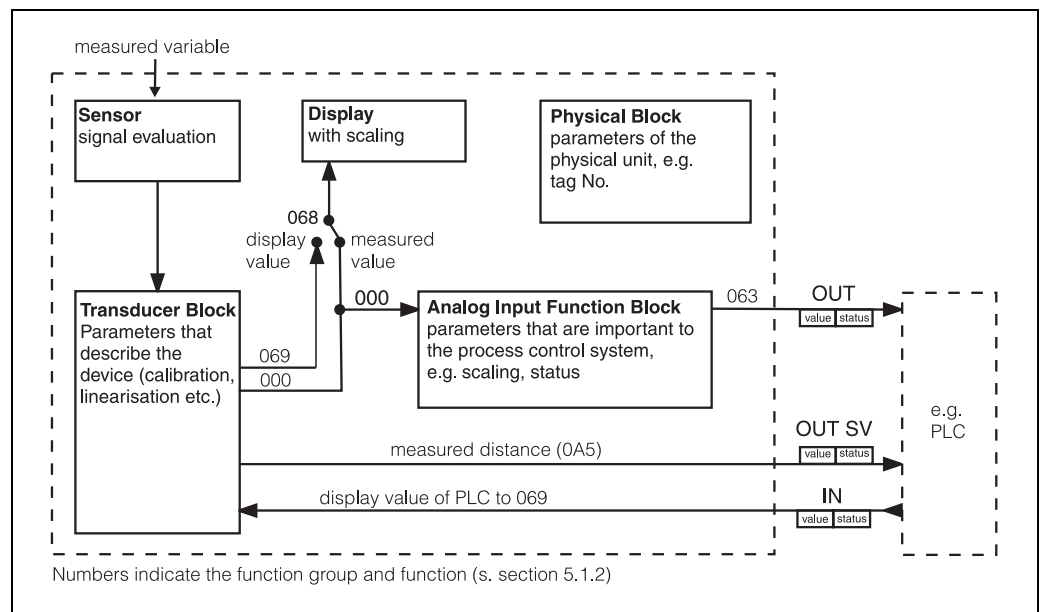 measured variable
Sensor
signal evaluation
Display
with scaling
Physical Block
parameters of the
physical unit, e.g.
tag No.
068
display
value
measured
value
000
Transducer Block
Parameters that
describe the
device (calibration,
linearisation etc.)
069
000
Analog Input Function Block
parameters that are important to
the process control system,
e.g. scaling, status
063
OUT
value status
e.g.
PLC
OUT SV
value status
measured distance (0A5)
display value of PLC to 069
IN
value status
Numbers indicate the function group and function (s. section 5.1.2)